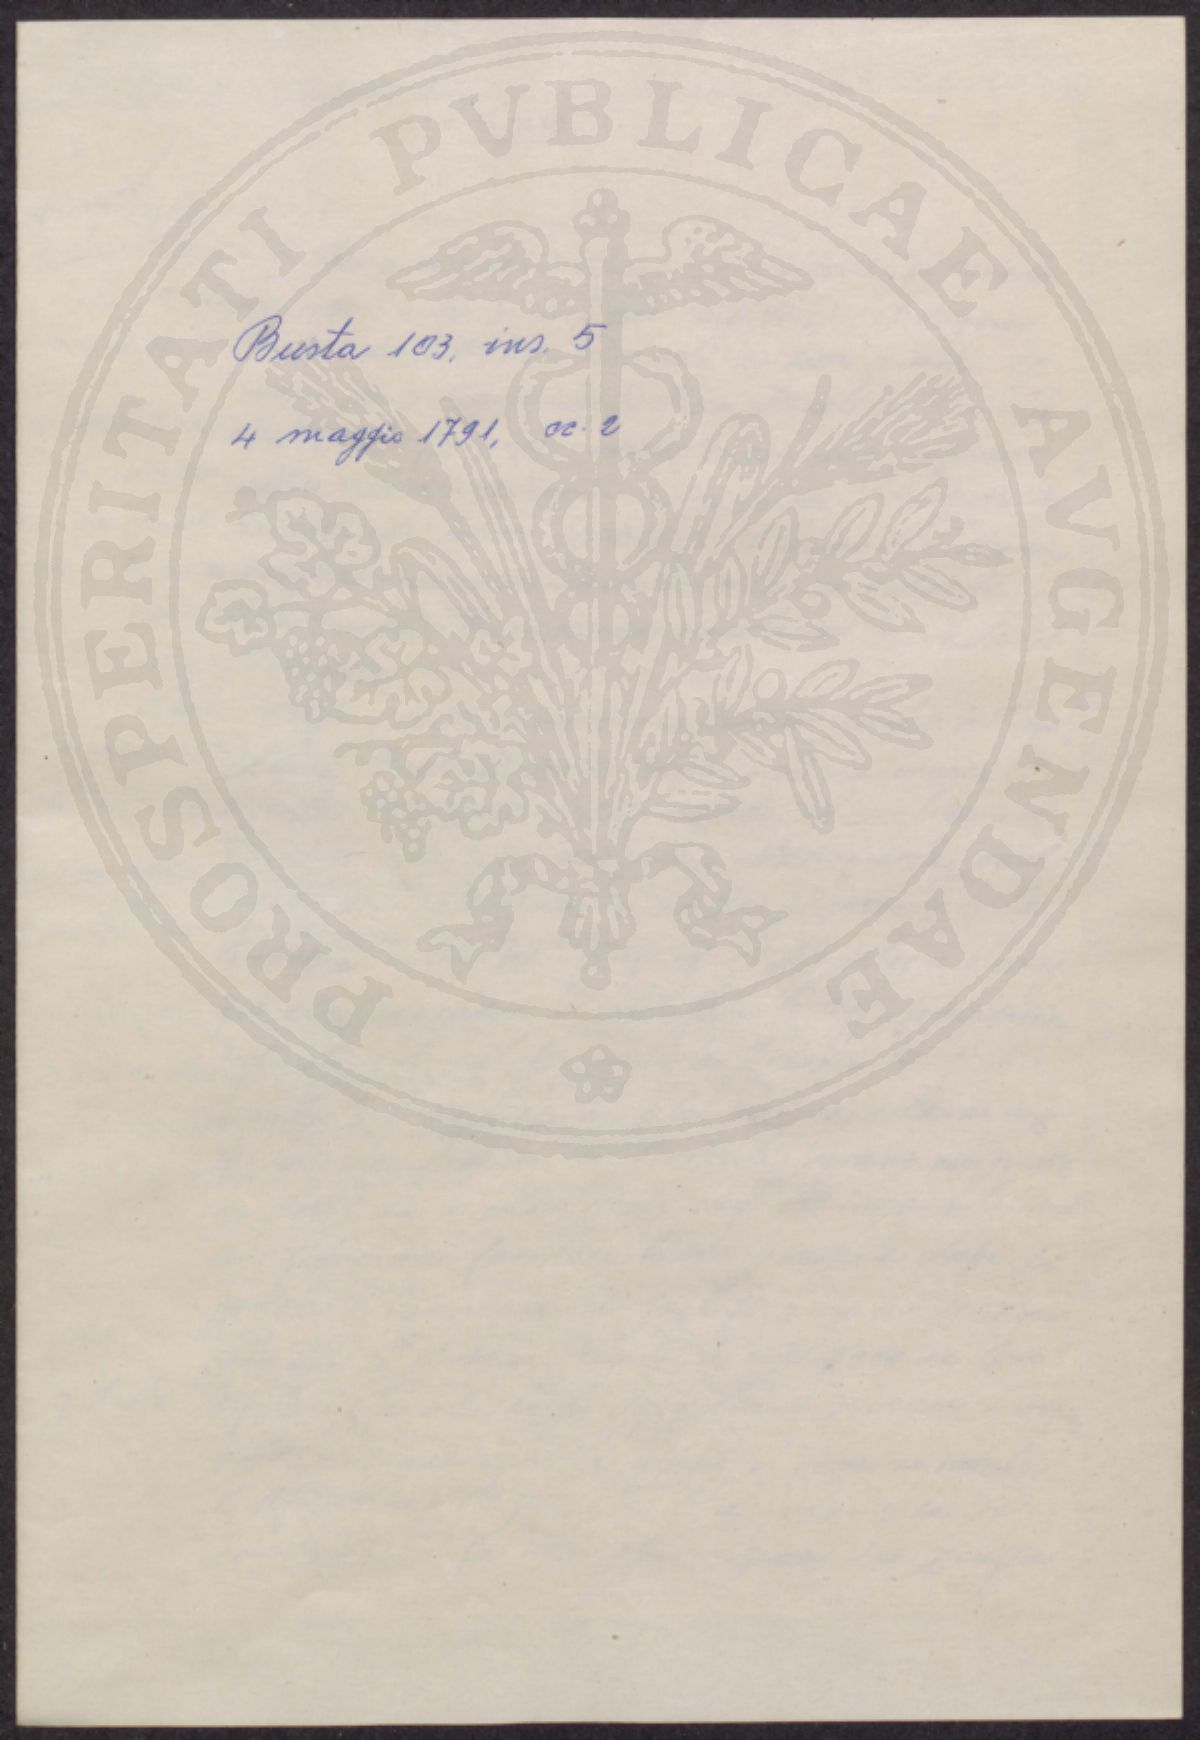 PROSPERITATI PVBLICAE AVGENDAE
Busta 103, ins. 5
4 maggio 1791, cc. 2